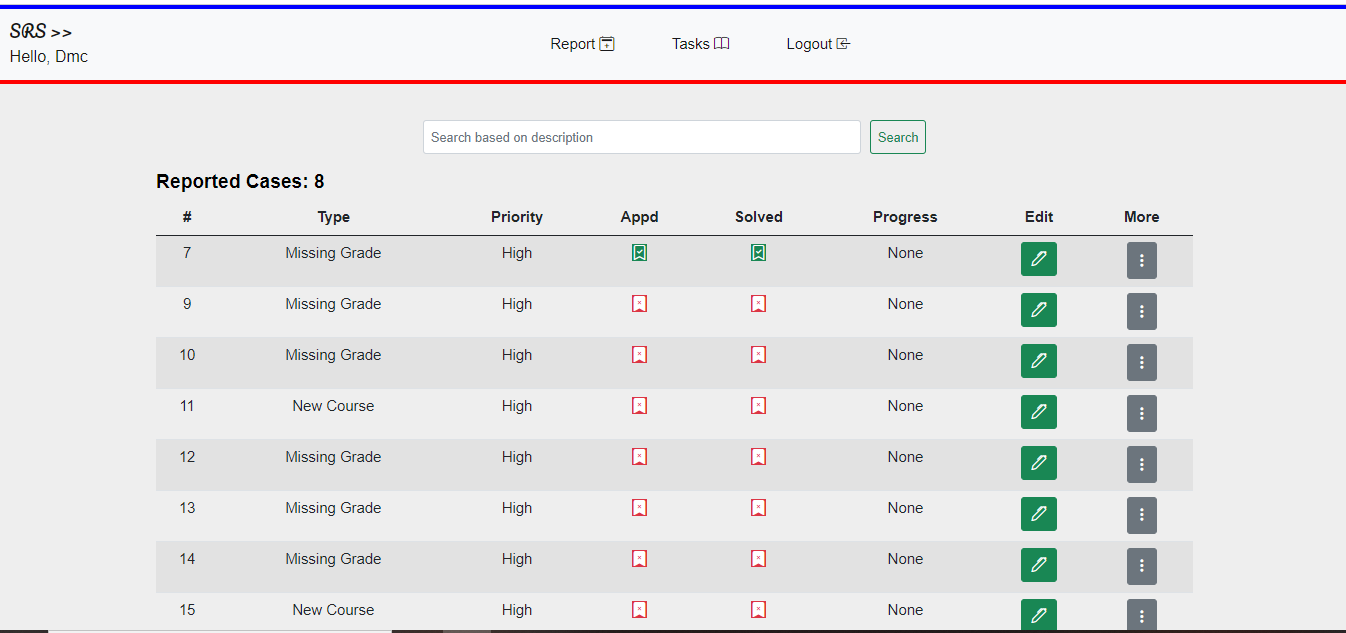 SRS >>
Hello, Dmc
Report Tasks Logout
Search based on description Search
Reported Cases: 8
# Type Priority Appd Solved Progress Edit More
7 Missing Grade High None
9 Missing Grade High None
10 Missing Grade High None
11 New Course High None
12 Missing Grade High None
13 Missing Grade High None
14 Missing Grade High None
15 New Course High None